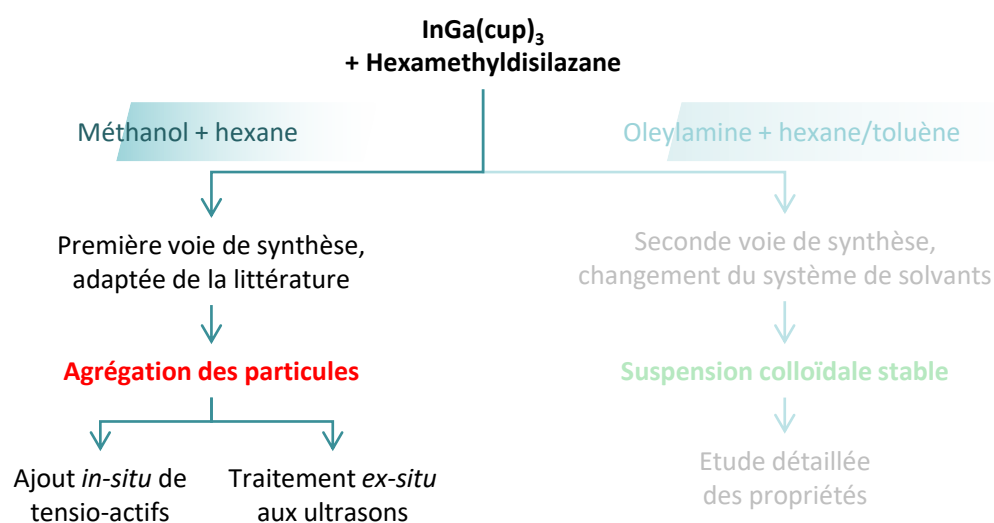 InGa(cup)₃
+ Hexamethyldisilazane
Méthanol + hexane
Oleylamine + hexane/toluène
Première voie de synthèse,
adaptée de la littérature
Seconde voie de synthèse,
changement du système de solvants
Agrégation des particules
Suspension colloïdale stable
Ajout in-situ de
tensio-actifs
Traitement ex-situ
aux ultrasons
Etude détaillée
des propriétés